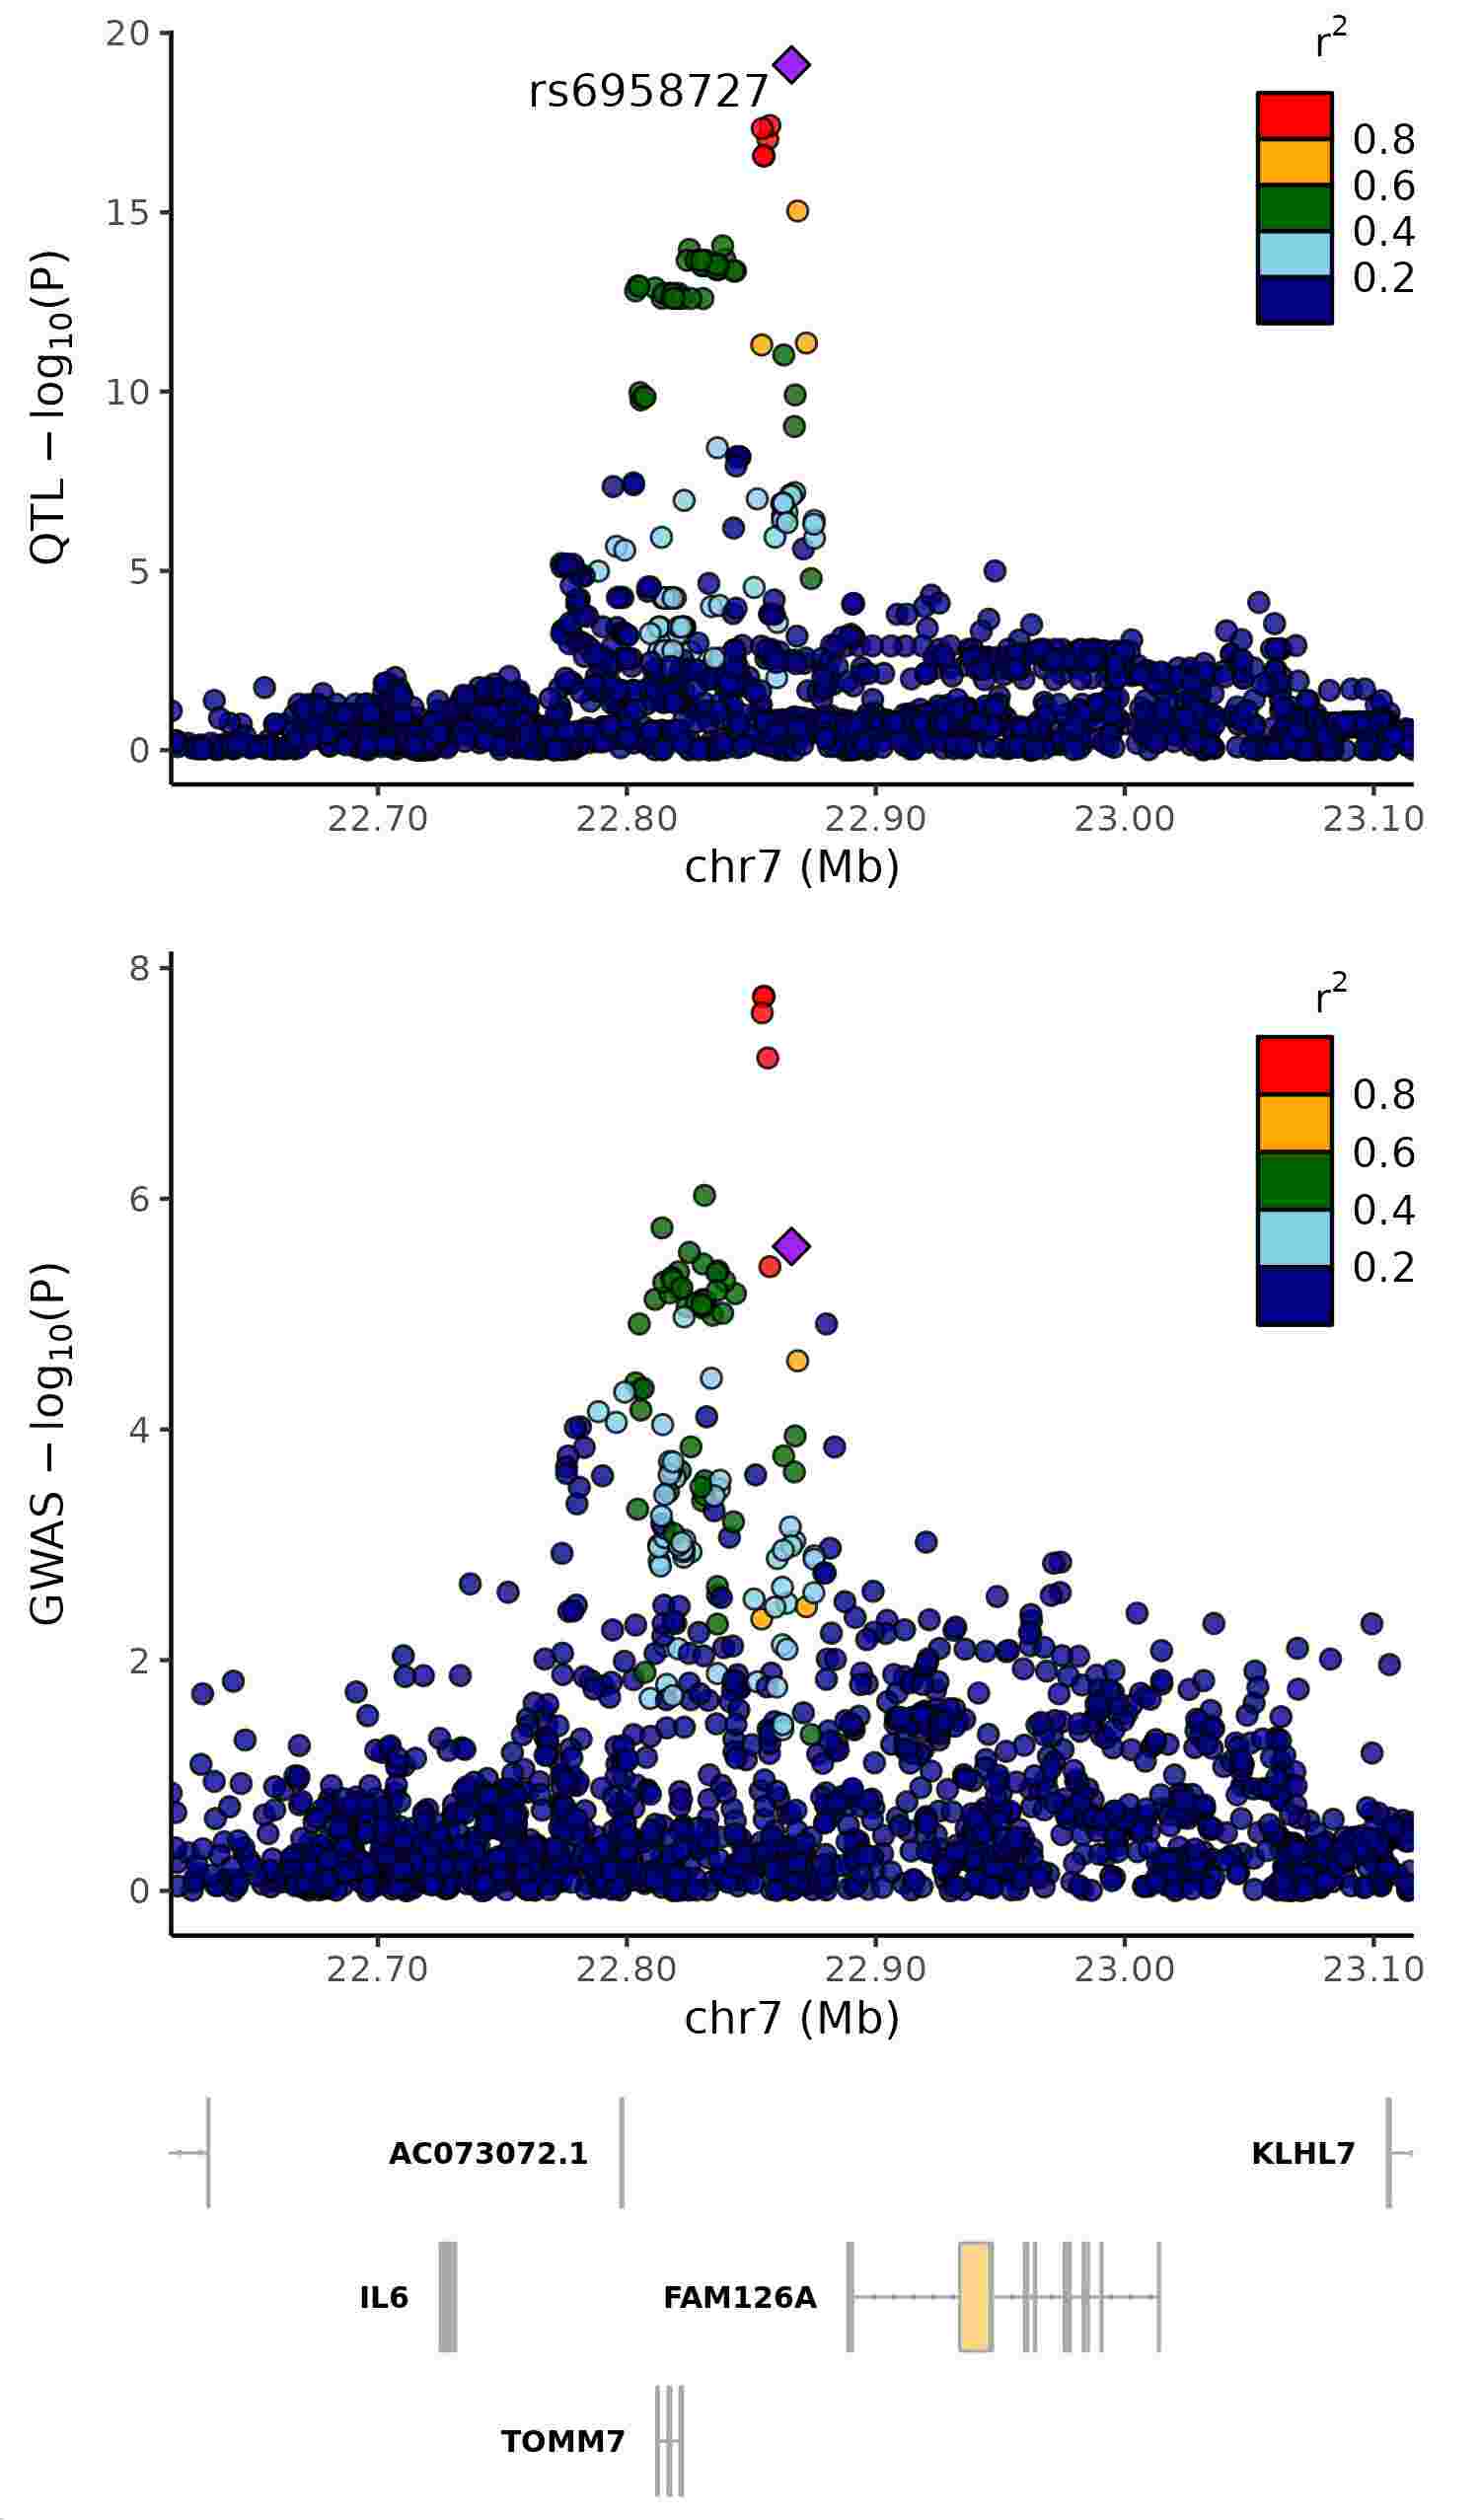 r²
20
15
10
5
0
QTL − log₁₀(P)
rs6958727
0.8
0.6
0.4
0.2
22.70 22.80 22.90 23.00 23.10
chr7 (Mb)
r²
8
6
4
2
0
GWAS − log₁₀(P)
0.8
0.6
0.4
0.2
22.70 22.80 22.90 23.00 23.10
chr7 (Mb)
AC073072.1 KLHL7
IL6 FAM126A
TOMM7